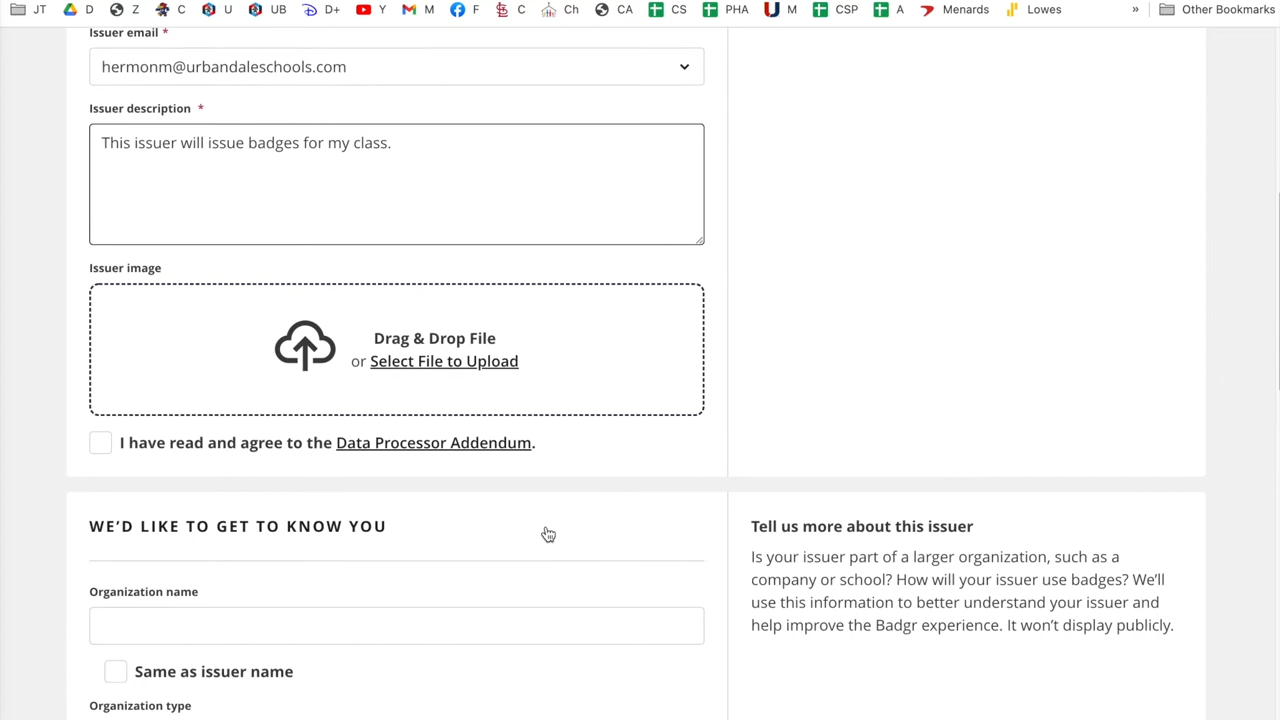 JT D Z C U UB D+ Y M F C Ch CA CS PHA M CSP A Menards Lowes » Other Bookmarks
Issuer email *
hermonm@urbandaleschools.com
Issuer description *
This issuer will issue badges for my class.
Issuer image
Drag & Drop File
or Select File to Upload
I have read and agree to the Data Processor Addendum.
WE'D LIKE TO GET TO KNOW YOU
Organization name
Same as issuer name
Organization type
Tell us more about this issuer
Is your issuer part of a larger organization, such as a
company or school? How will your issuer use badges? We'll
use this information to better understand your issuer and
help improve the Badgr experience. It won't display publicly.